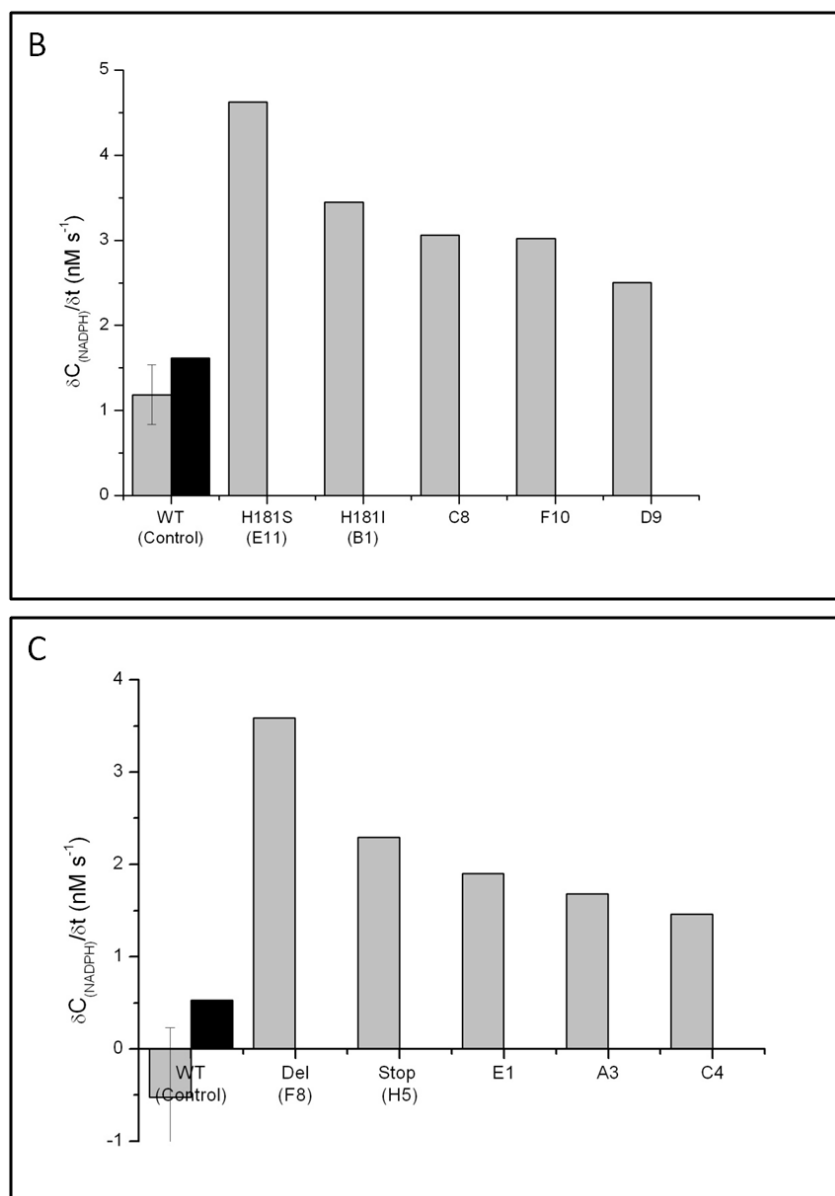 B
5
4
3
2
1
0
δC(NADPH)/δt (nM s⁻¹)
WT H181S H181I C8 F10 D9
(Control) (E11) (B1)
C
4
3
2
1
0
-1
δC(NADPH)/δt (nM s⁻¹)
WT Del Stop E1 A3 C4
(Control) (F8) (H5)